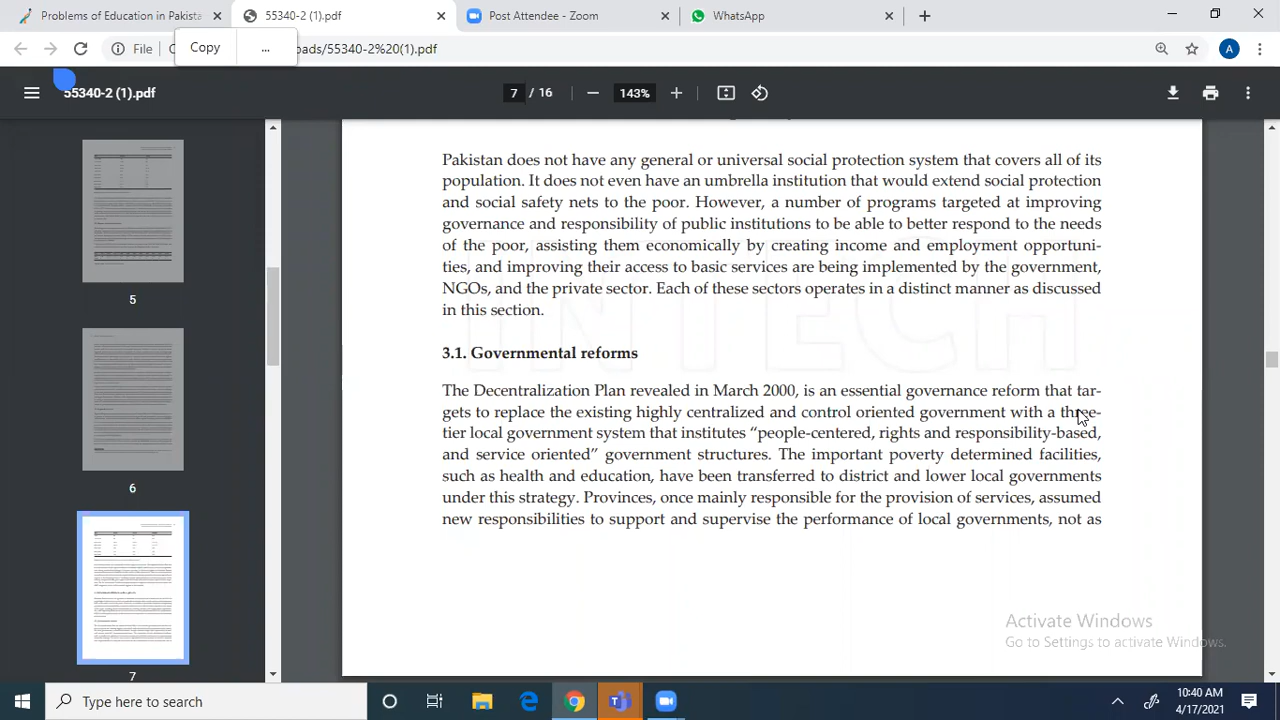 Problems of Education in Pakista
55340-2 (1).pdf
Post Attendee - Zoom
WhatsApp
File
Copy
...
ads/55340-2%20(1).pdf
A
55340-2 (1).pdf
7 / 16
143%
5
6
7
Pakistan does not have any general or universal social protection system that covers all of its
population. It does not even have an umbrella institution that would extend social protection
and social safety nets to the poor. However, a number of programs targeted at improving
governance and responsibility of public institutions to be able to better respond to the needs
of the poor, assisting them economically by creating income and employment opportuni-
ties, and improving their access to basic services are being implemented by the government,
NGOs, and the private sector. Each of these sectors operates in a distinct manner as discussed
in this section.
3.1. Governmental reforms
The Decentralization Plan revealed in March 2000, is an essential governance reform that tar-
gets to replace the existing highly centralized and control oriented government with a three-
tier local government system that institutes “people-centered, rights and responsibility-based,
and service oriented” government structures. The important poverty determined facilities,
such as health and education, have been transferred to district and lower local governments
under this strategy. Provinces, once mainly responsible for the provision of services, assumed
new responsibilities to support and supervise the performance of local governments, not as
INTECH
Activate Windows
Go to Settings to activate Windows.
Type here to search
10:40 AM
4/17/2021